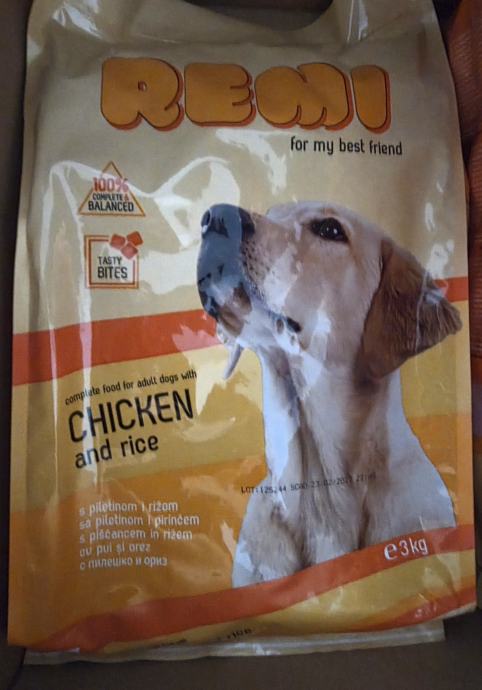 REMI
for my best friend
100%
COMPLETE &
BALANCED
TASTY
BITES
complete food for adult dogs with
CHICKEN
and rice
s piletinom i rižom
sa piletinom i pirinčem
s piščancem in rižem
cu pui și orez
с пилешко и ориз
e 3kg